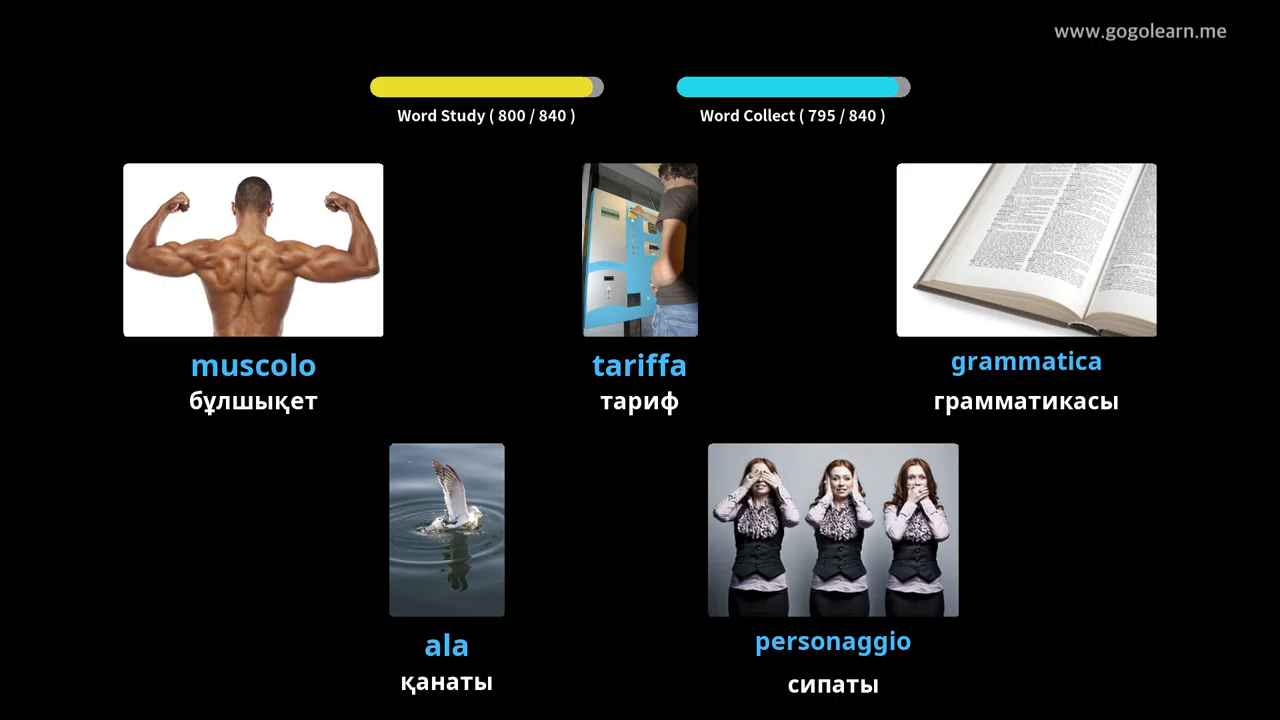 www.gogolearn.me
Word Study ( 800 / 840 )
Word Collect ( 795 / 840 )
muscolo
бұлшықет
tariffa
тариф
grammatica
грамматикасы
ala
қанаты
personaggio
сипаты